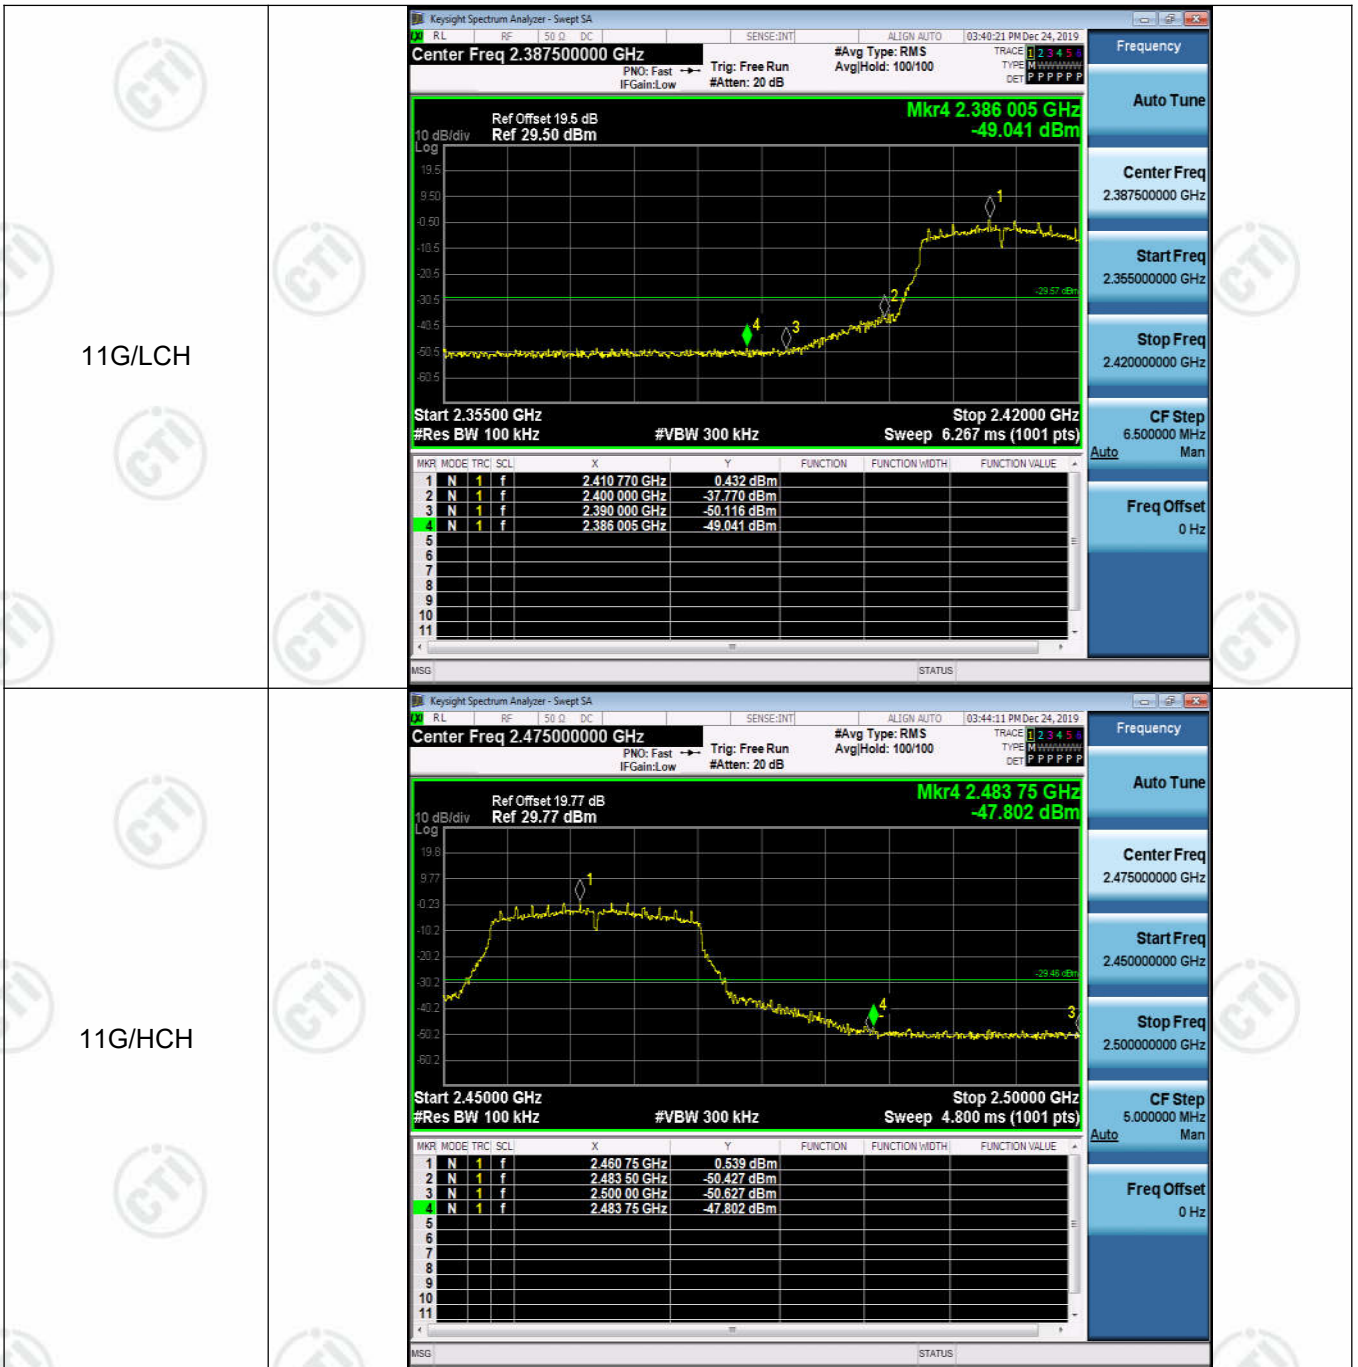 11G/LCH
Keysight Spectrum Analyzer - Swept SA
RL RF 50 Ω DC SENSE:INT ALIGN AUTO 03:40:21 PM Dec 24, 2019
Center Freq 2.387500000 GHz
PNO: Fast
IFGain:Low
Trig: Free Run
#Atten: 20 dB
#Avg Type: RMS
Avg|Hold: 100/100
TRACE 1 2 3 4 5 6
TYPE M WWWWW
DET P P P P P P
Mkr4 2.386 005 GHz
-49.041 dBm
Ref Offset 19.5 dB
Ref 29.50 dBm
10 dB/div
Log
19.5
9.50
-0.50
-10.5
-20.5
-30.5
-40.5
-50.5
-60.5
1
2
3
4
-29.57 dBm
Start 2.35500 GHz Stop 2.42000 GHz
#Res BW 100 kHz #VBW 300 kHz Sweep 6.267 ms (1001 pts)
MKR MODE TRC SCL X Y FUNCTION FUNCTION WIDTH FUNCTION VALUE
1 N 1 f 2.410 770 GHz 0.432 dBm
2 N 1 f 2.400 000 GHz -37.770 dBm
3 N 1 f 2.390 000 GHz -50.116 dBm
4 N 1 f 2.386 005 GHz -49.041 dBm
5
6
7
8
9
10
11
MSG STATUS
Frequency
Auto Tune
Center Freq
2.387500000 GHz
Start Freq
2.355000000 GHz
Stop Freq
2.420000000 GHz
CF Step
6.500000 MHz
Auto Man
Freq Offset
0 Hz
11G/HCH
Keysight Spectrum Analyzer - Swept SA
RL RF 50 Ω DC SENSE:INT ALIGN AUTO 03:44:11 PM Dec 24, 2019
Center Freq 2.475000000 GHz
PNO: Fast
IFGain:Low
Trig: Free Run
#Atten: 20 dB
#Avg Type: RMS
Avg|Hold: 100/100
TRACE 1 2 3 4 5 6
TYPE M WWWWW
DET P P P P P P
Mkr4 2.483 75 GHz
-47.802 dBm
Ref Offset 19.77 dB
Ref 29.77 dBm
10 dB/div
Log
19.8
9.77
-0.23
-10.2
-20.2
-30.2
-40.2
-50.2
-60.2
1
4
3
-29.46 dBm
Start 2.45000 GHz Stop 2.50000 GHz
#Res BW 100 kHz #VBW 300 kHz Sweep 4.800 ms (1001 pts)
MKR MODE TRC SCL X Y FUNCTION FUNCTION WIDTH FUNCTION VALUE
1 N 1 f 2.460 75 GHz 0.539 dBm
2 N 1 f 2.483 50 GHz -50.427 dBm
3 N 1 f 2.500 00 GHz -50.627 dBm
4 N 1 f 2.483 75 GHz -47.802 dBm
5
6
7
8
9
10
11
MSG STATUS
Frequency
Auto Tune
Center Freq
2.475000000 GHz
Start Freq
2.450000000 GHz
Stop Freq
2.500000000 GHz
CF Step
5.000000 MHz
Auto Man
Freq Offset
0 Hz
CTI
CTI
CTI
CTI
CTI
CTI
CTI
CTI
CTI
CTI
CTI